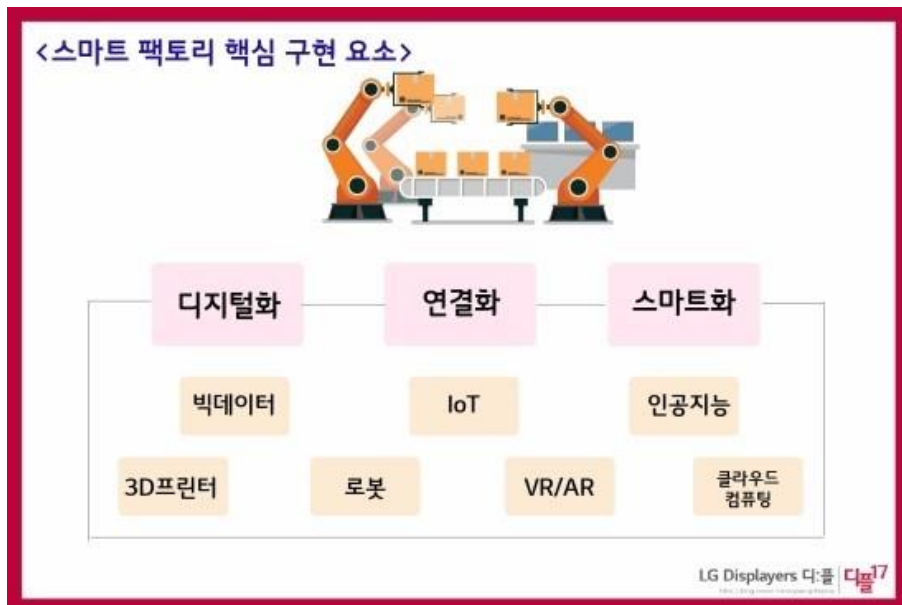 <스마트 팩토리 핵심 구현 요소>
디지털화
연결화
스마트화
빅데이터
IoT
인공지능
3D프린터
로봇
VR/AR
클라우드
컴퓨팅
LG Displayers 디:플 디플17